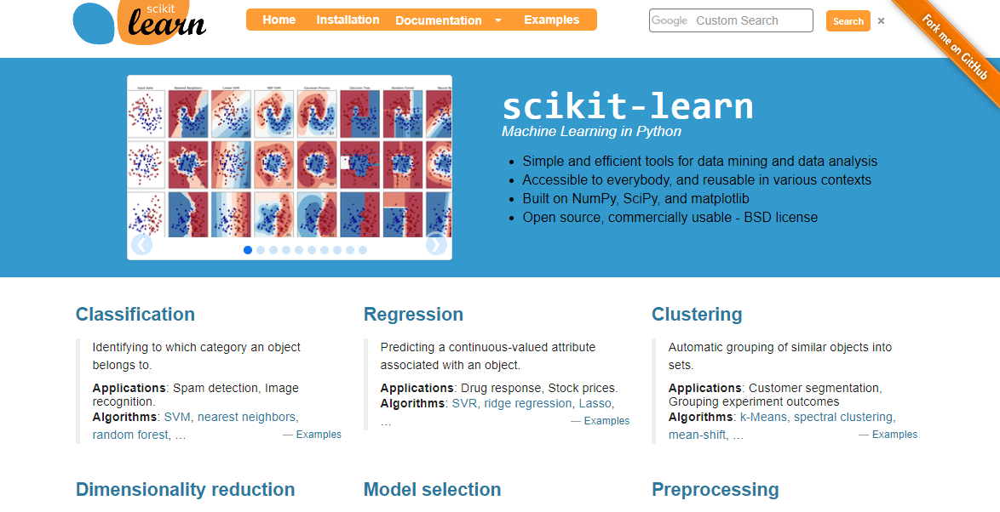 scikit
learn
Home Installation Documentation Examples
Google Custom Search
Search ×
Fork me on GitHub
Input data Nearest Neighbors Linear SVM RBF SVM Gaussian Process Decision Tree Random Forest
scikit-learn
Machine Learning in Python
• Simple and efficient tools for data mining and data analysis
• Accessible to everybody, and reusable in various contexts
• Built on NumPy, SciPy, and matplotlib
• Open source, commercially usable - BSD license
Classification
Identifying to which category an object
belongs to.
Applications: Spam detection, Image
recognition.
Algorithms: SVM, nearest neighbors,
random forest, … — Examples
Regression
Predicting a continuous-valued attribute
associated with an object.
Applications: Drug response, Stock prices.
Algorithms: SVR, ridge regression, Lasso,
… — Examples
Clustering
Automatic grouping of similar objects into
sets.
Applications: Customer segmentation,
Grouping experiment outcomes
Algorithms: k-Means, spectral clustering,
mean-shift, … — Examples
Dimensionality reduction
Model selection
Preprocessing